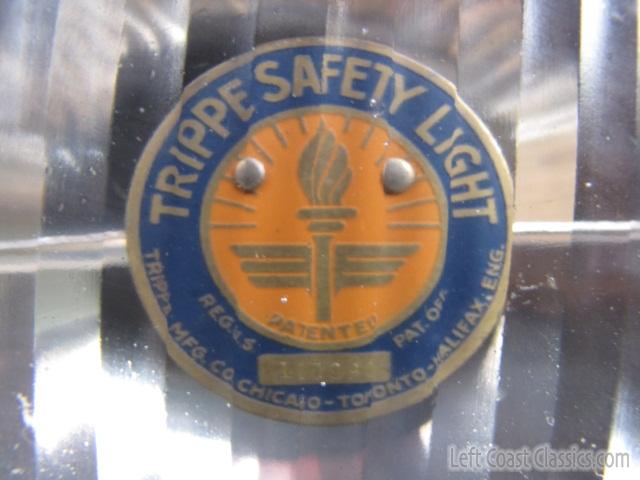 TRIPPE SAFETY LIGHT
PATENTED
REG. U.S. PAT. OFF.
TRIPPE MFG. CO. CHICAGO - TORONTO - HALIFAX, ENG.
Left Coast Classics.com